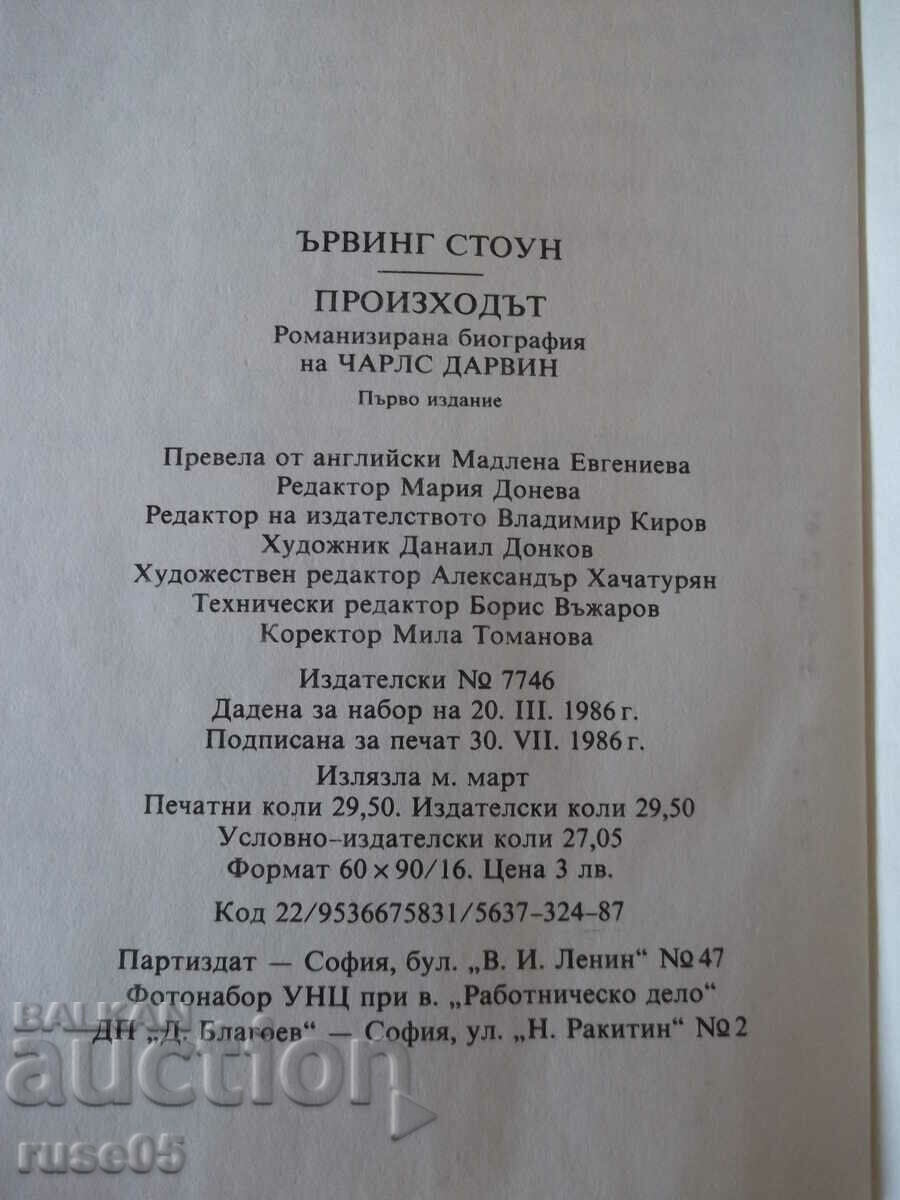 ЪРВИНГ СТОУН
ПРОИЗХОДЪТ
Романизирана биография
на ЧАРЛС ДАРВИН
Първо издание
Превела от английски Мадлена Евгениева
Редактор Мария Донева
Редактор на издателството Владимир Киров
Художник Данаил Донков
Художествен редактор Александър Хачатурян
Технически редактор Борис Въжаров
Коректор Мила Томанова
Издателски № 7746
Дадена за набор на 20. III. 1986 г.
Подписана за печат 30. VII. 1986 г.
Излязла м. март
Печатни коли 29,50. Издателски коли 29,50
Условно–издателски коли 27,05
Формат 60 × 90/16. Цена 3 лв.
Код 22/9536675831/5637–324–87
Партиздат — София, бул. „В. И. Ленин“ № 47
Фотонабор УНЦ при в. „Работническо дело“
ДП „Д. Благоев“ — София, ул. „Н. Ракитин“ № 2
BALKAN
auction
ruse05